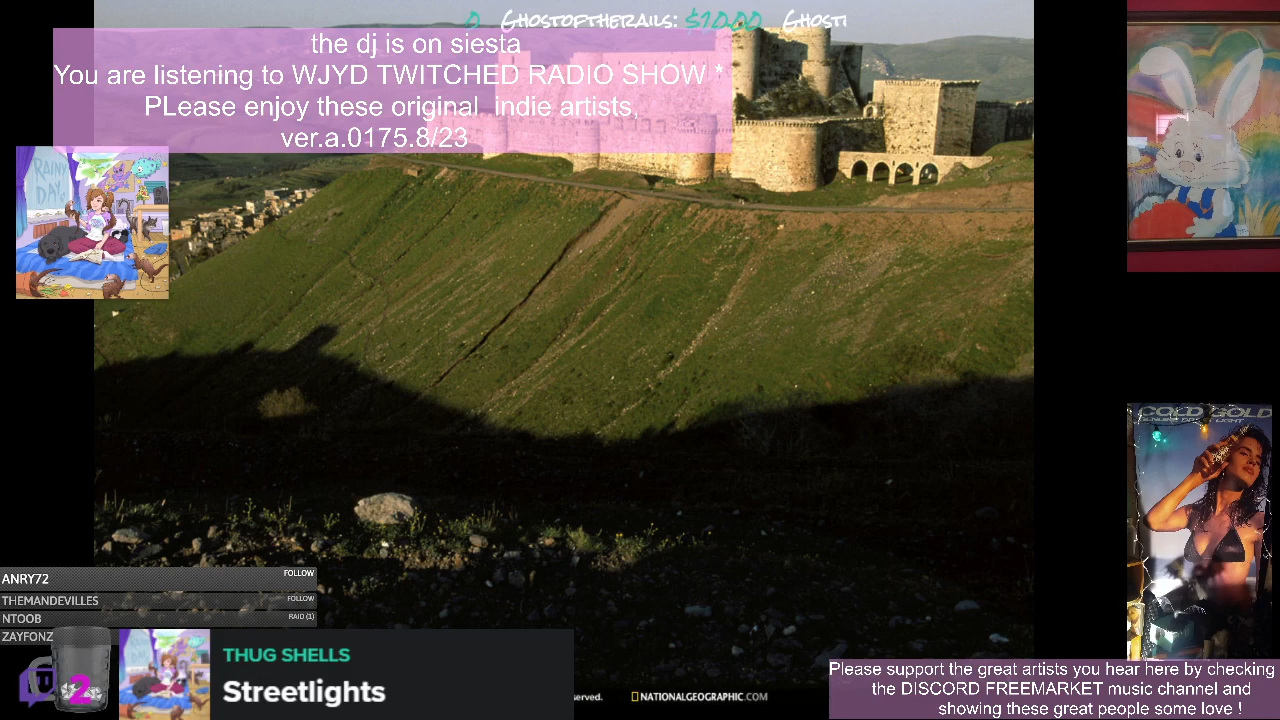 Ghostoftherails: $20.00 Ghosti
the dj is on siesta
You are listening to WJYD TWITCHED RADIO SHOW *
PLease enjoy these original indie artists,
ver.a.0175.8/23
RAINY
DAY
COLD GOLD
ANRY72 FOLLOW
THEMANDEVILLES FOLLOW
NTOOB RAID (1)
ZAYFONZ
2
THUG SHELLS
Streetlights
served. NATIONALGEOGRAPHIC.COM
Please support the great artists you hear here by checking
the DISCORD FREEMARKET music channel and
showing these great people some love !